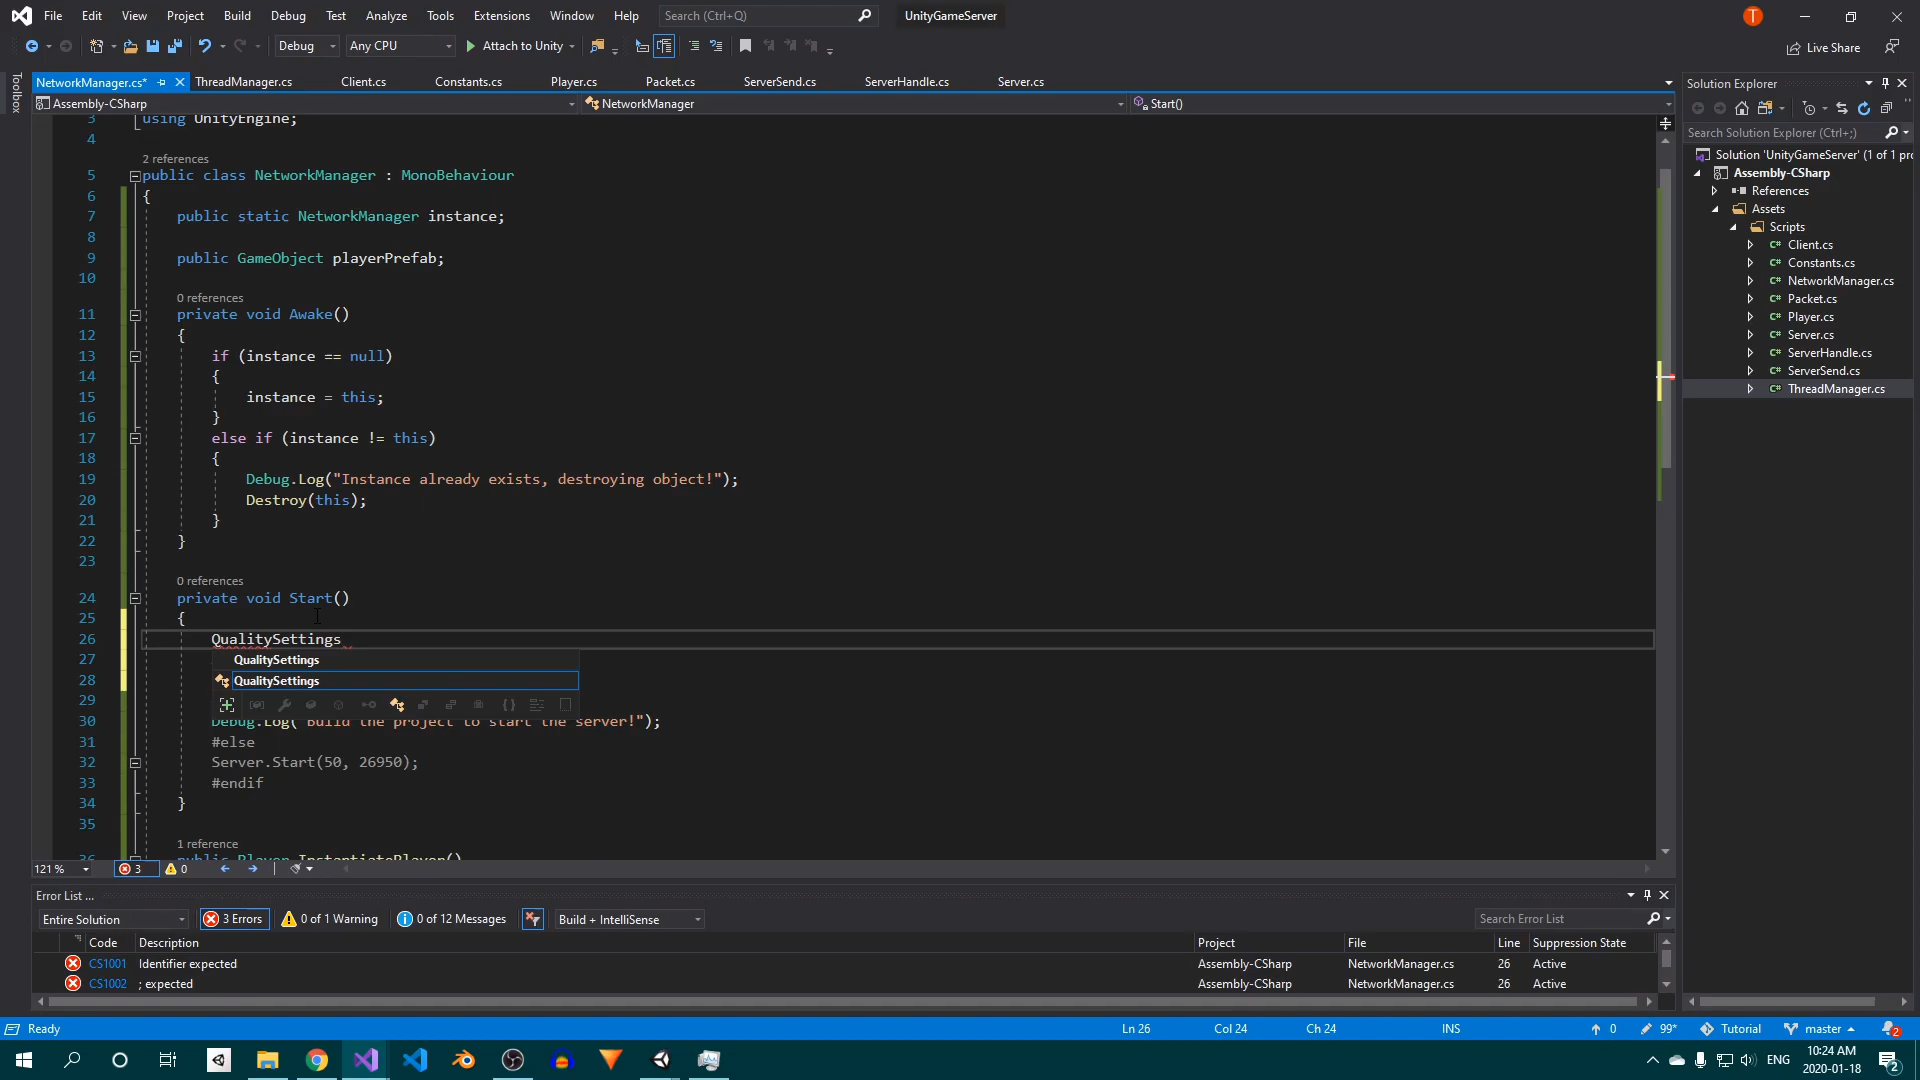 File Edit View Project Build Debug Test Analyze Tools Extensions Window Help Search (Ctrl+Q) UnityGameServer T
Debug Any CPU Attach to Unity Live Share
Toolbox
NetworkManager.cs* ThreadManager.cs Client.cs Constants.cs Player.cs Packet.cs ServerSend.cs ServerHandle.cs Server.cs
Assembly-CSharp NetworkManager Start()
3 using UnityEngine;
4
2 references
5 public class NetworkManager : MonoBehaviour
6 {
7 public static NetworkManager instance;
8
9 public GameObject playerPrefab;
10
0 references
11 private void Awake()
12 {
13 if (instance == null)
14 {
15 instance = this;
16 }
17 else if (instance != this)
18 {
19 Debug.Log("Instance already exists, destroying object!");
20 Destroy(this);
21 }
22 }
23
0 references
24 private void Start()
25 {
26 QualitySettings
27 QualitySettings
28 QualitySettings
29
30 Debug.Log("Build the project to start the server!");
31 #else
32 Server.Start(50, 26950);
33 #endif
34 }
35
1 reference
36 public Player InstantiatePlayer()
121 % 3 0
Solution Explorer
Search Solution Explorer (Ctrl+;)
Solution 'UnityGameServer' (1 of 1 pro
Assembly-CSharp
References
Assets
Scripts
Client.cs
Constants.cs
NetworkManager.cs
Packet.cs
Player.cs
Server.cs
ServerHandle.cs
ServerSend.cs
ThreadManager.cs
Error List ...
Entire Solution 3 Errors 0 of 1 Warning 0 of 12 Messages Build + IntelliSense Search Error List
Code Description Project File Line Suppression State
CS1001 Identifier expected Assembly-CSharp NetworkManager.cs 26 Active
CS1002 ; expected Assembly-CSharp NetworkManager.cs 26 Active
Ready Ln 26 Col 24 Ch 24 INS 0 99* Tutorial master 2
ENG 10:24 AM 2020-01-18 2